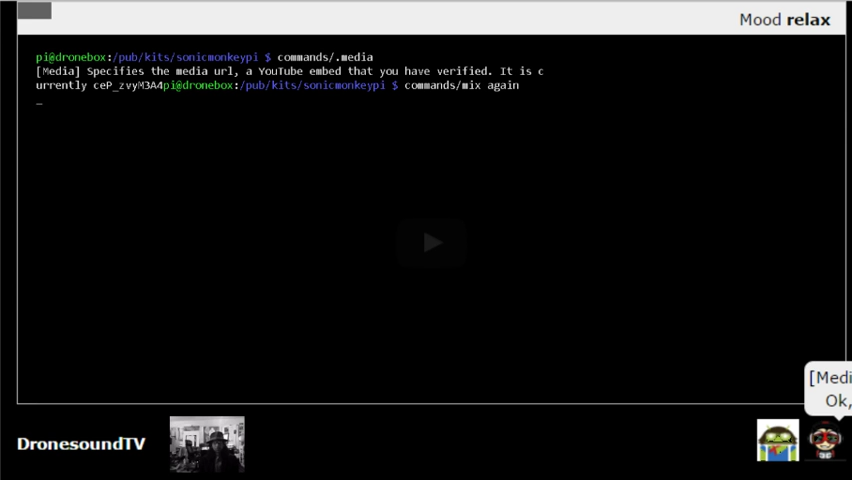 Mood relax
pi@dronebox:/pub/kits/sonicmonkeypi $ commands/.media
[Media] Specifies the media url, a YouTube embed that you have verified. It is c
urrently ceP_zvyM3A4pi@dronebox:/pub/kits/sonicmonkeypi $ commands/mix again
_
[Medi
Ok,
DronesoundTV